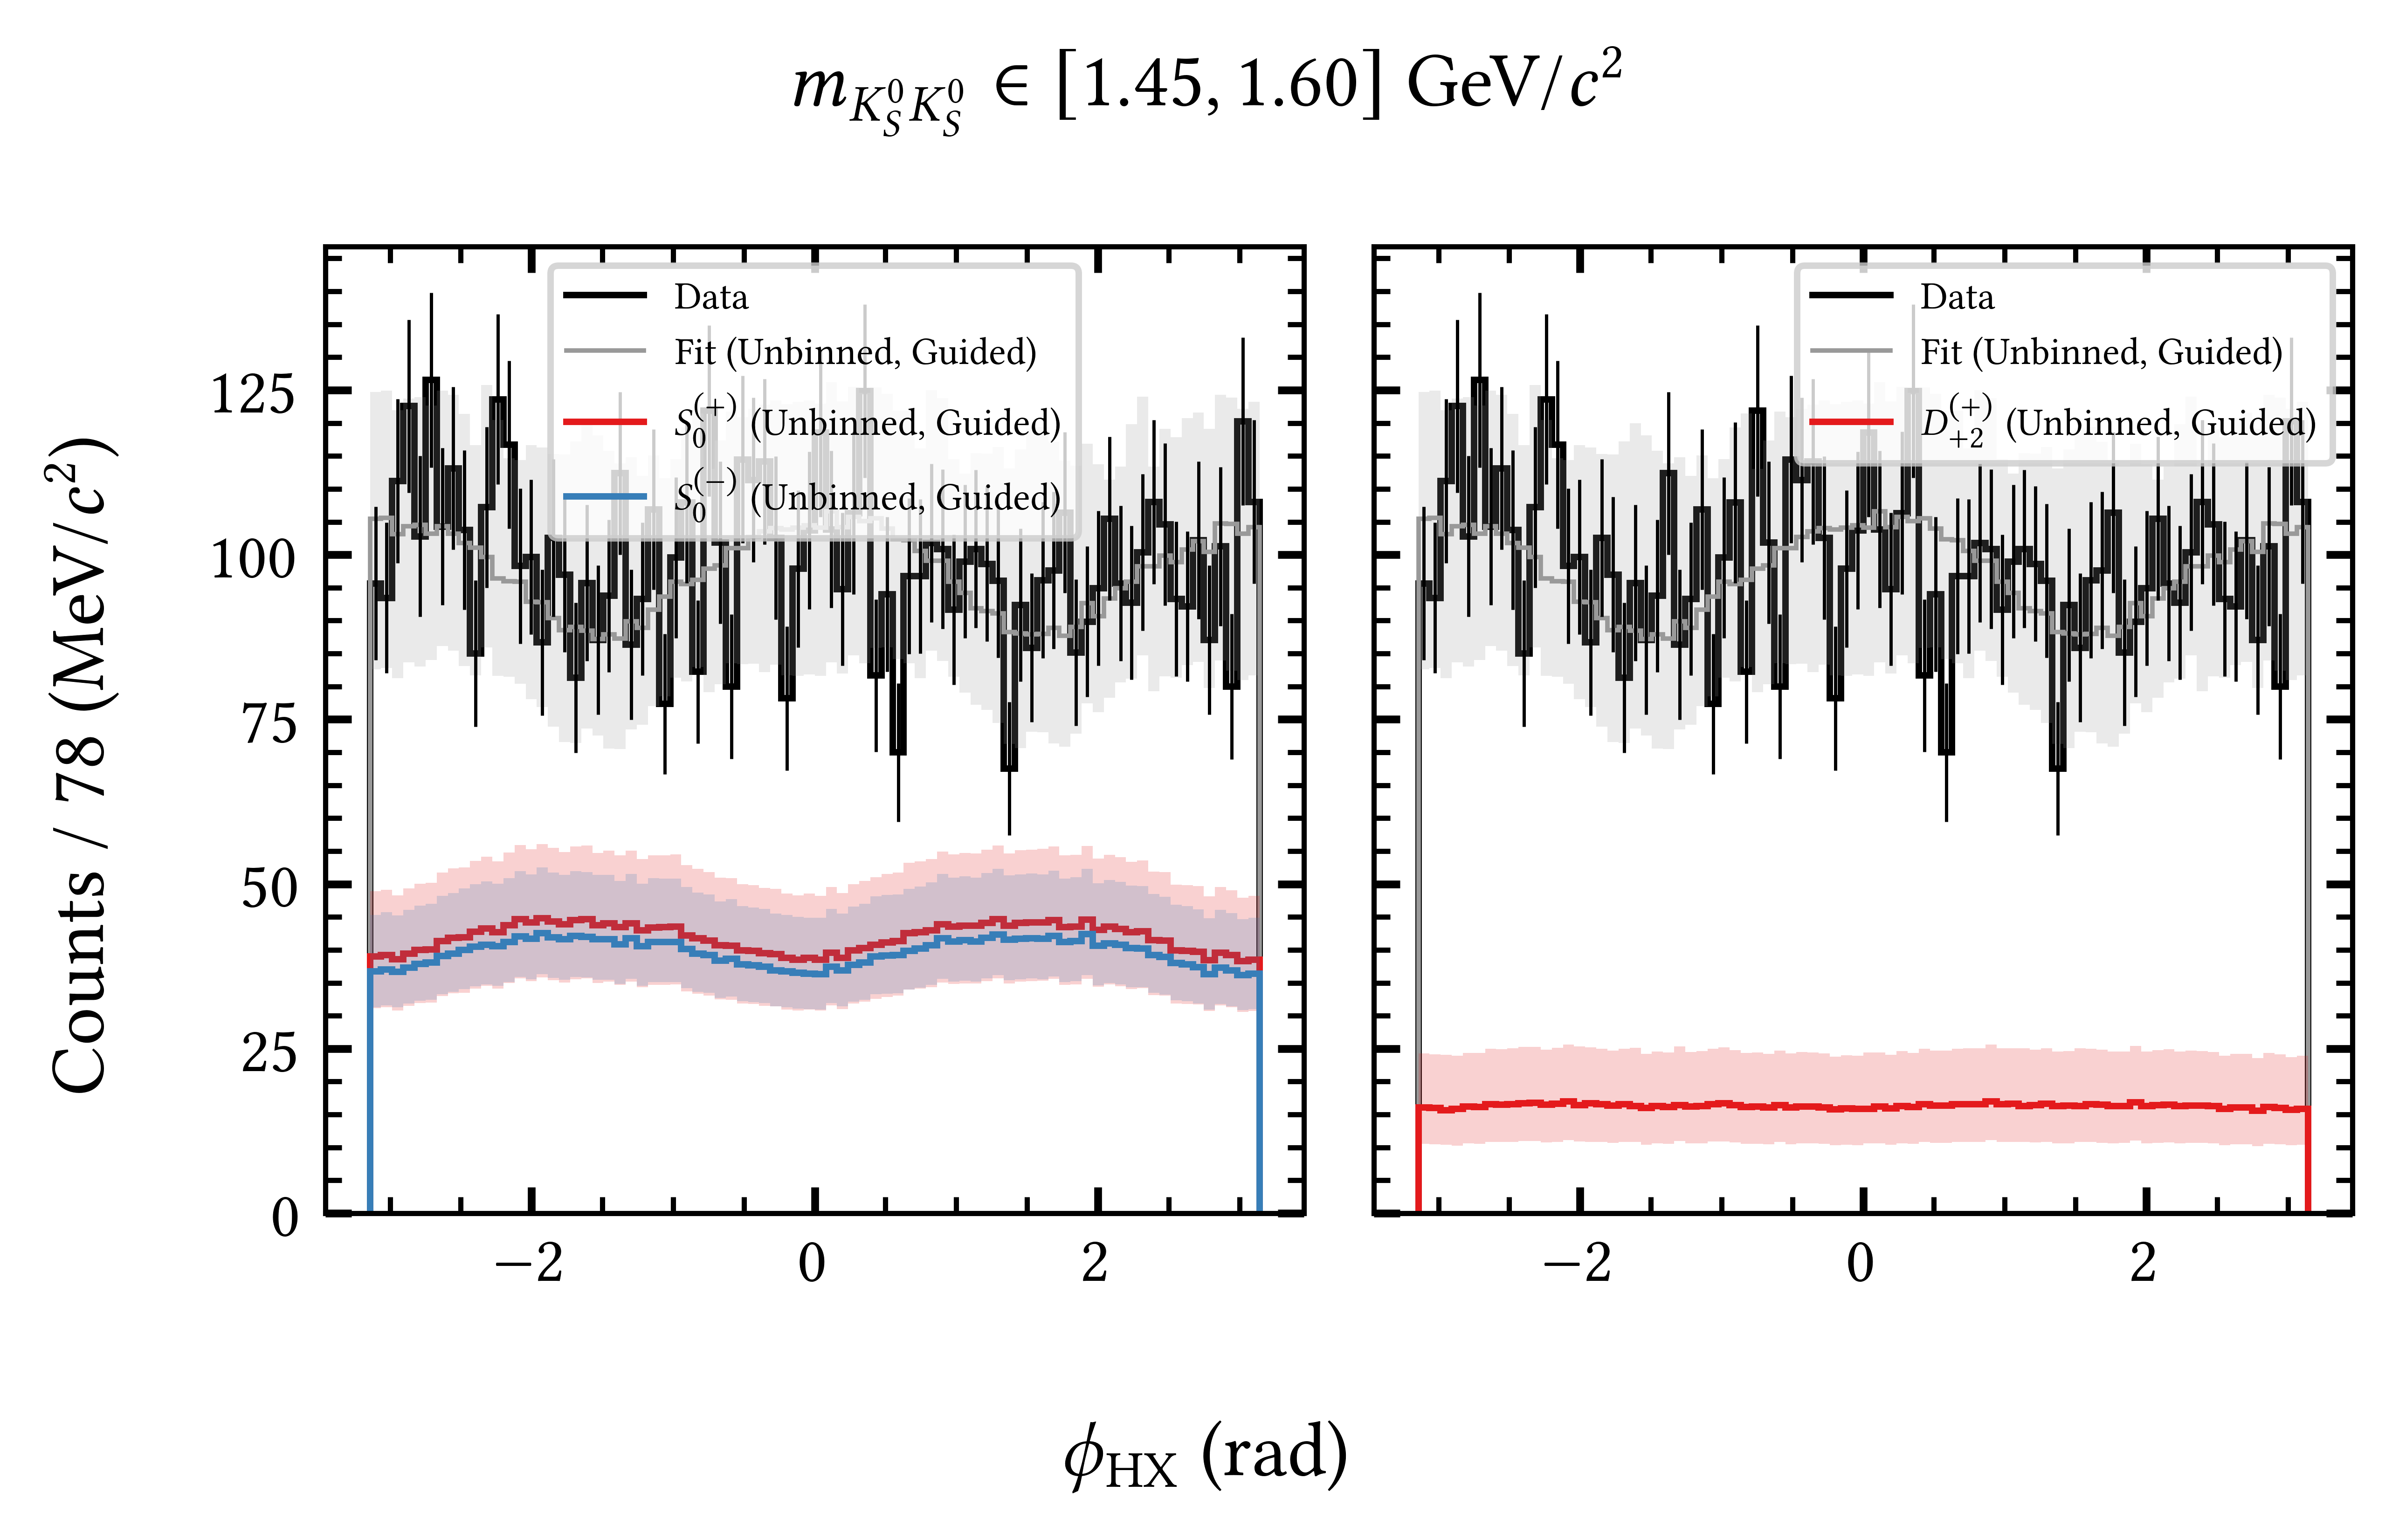 m_{K_S^0 K_S^0} ∈ [1.45, 1.60] GeV/c²
Counts / 78 (MeV/c²)
125
100
75
50
25
0
Data
Fit (Unbinned, Guided)
S_0^{(+)} (Unbinned, Guided)
S_0^{(−)} (Unbinned, Guided)
−2 0 2
Data
Fit (Unbinned, Guided)
D_{+2}^{(+)} (Unbinned, Guided)
−2 0 2
ϕ_{HX} (rad)